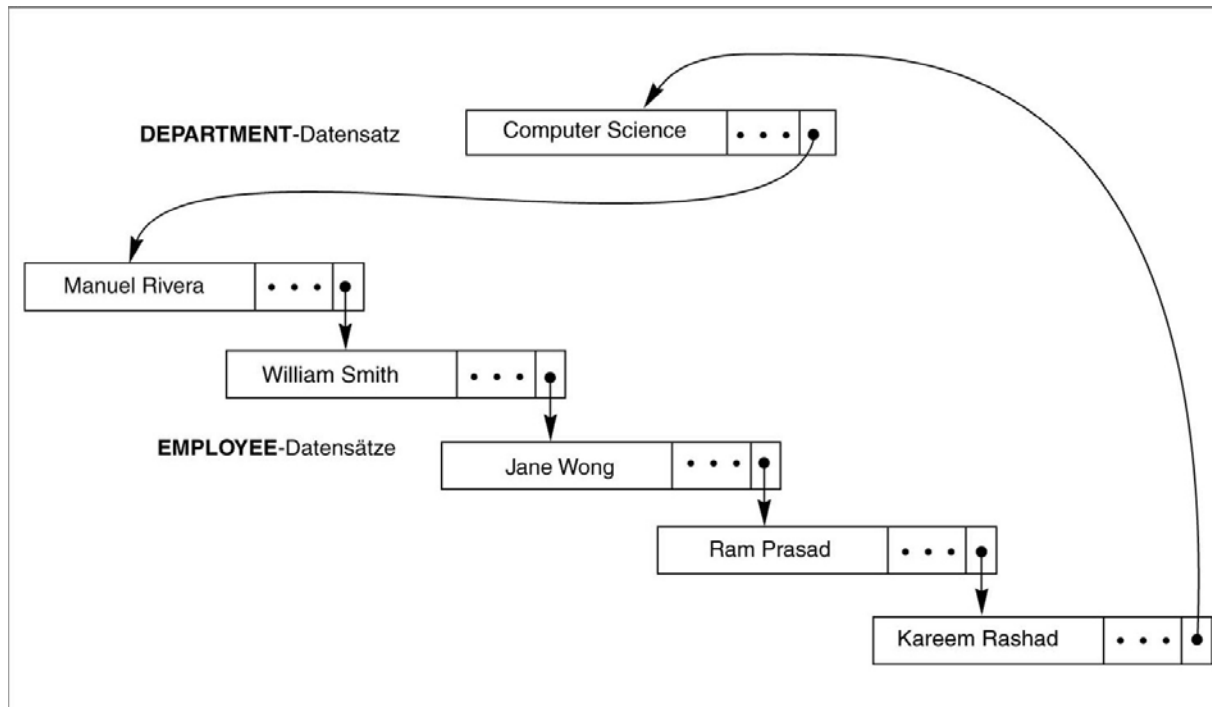 Computer Science
DEPARTMENT-Datensatz
Manuel Rivera
William Smith
EMPLOYEE-Datensätze
Jane Wong
Ram Prasad
Kareem Rashad